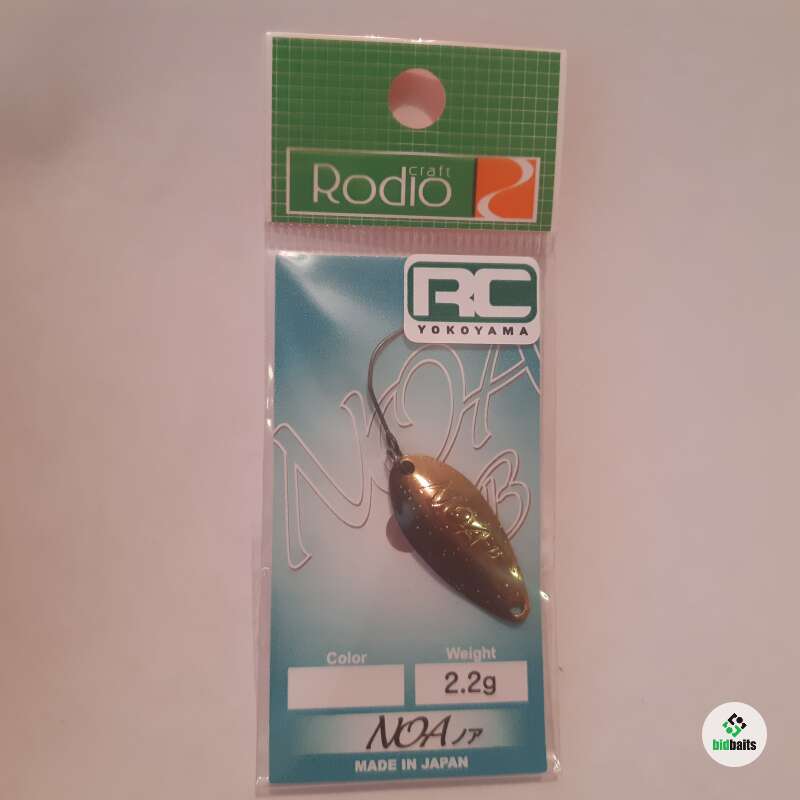 craft
Rodio
RC
YOKOYAMA
NOA
B
NOA-B
Color
Weight
2.2g
NOA ノア
MADE IN JAPAN
bidbaits